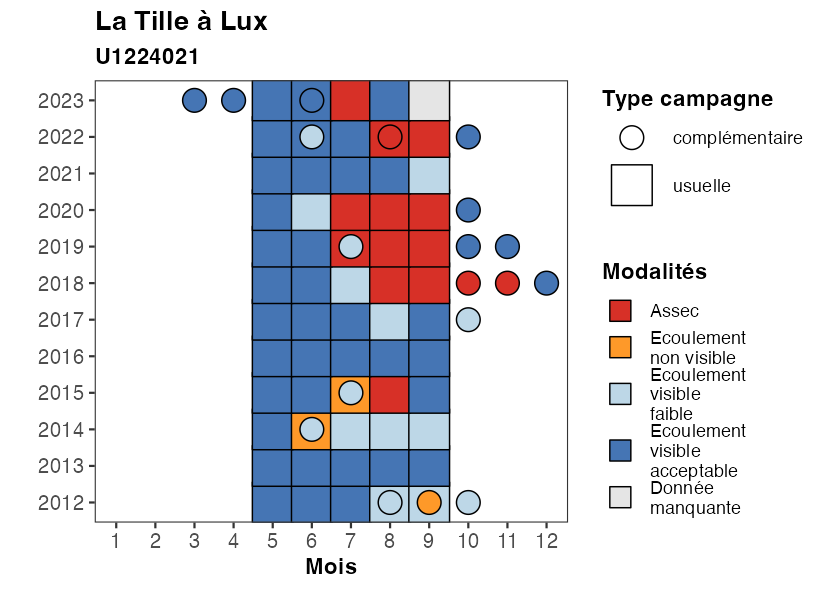 La Tille à Lux
U1224021
2023
2022
2021
2020
2019
2018
2017
2016
2015
2014
2013
2012
1 2 3 4 5 6 7 8 9 10 11 12
Mois
Type campagne
complémentaire
usuelle
Modalités
Assec
Ecoulement
non visible
Ecoulement
visible
faible
Ecoulement
visible
acceptable
Donnée
manquante